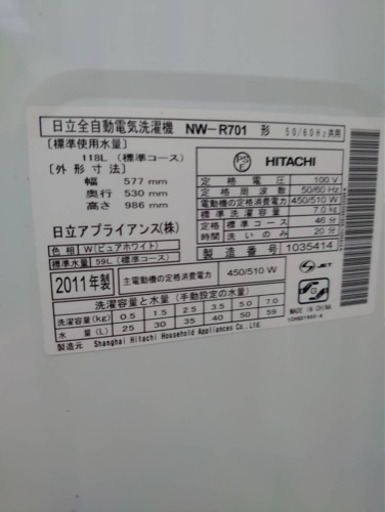 日立全自動電気洗濯機 NW-R701 形 50/60Hz共用
〔標準使用水量〕
118L (標準コース)
〔外形寸法〕
幅 577 mm
奥行 530 mm
高さ 986 mm
日立アプライアンス(株)
色相 W(ピュアホワイト)
標準水量 59L (標準コース)
PS E
HITACHI
定格電圧 100 V
定格周波数 50/60 Hz
電動機の定格消費電力 450/510 W
標準洗濯容量 7.0 kg
標準コース 46分
洗いのみ 20分
製造番号 1035414
2011年製
主電動機の定格消費電力 450/510 W
JET
洗濯容量と水量 (手動設定の水量)
洗濯容量(kg) 0.5 1.5 2.5 3.5 5.0 7.0
水量(L) 25 30 35 40 50 59
製造元 Shanghai Hitachi Household Appliances Co., Ltd.
G
MADE IN CHINA